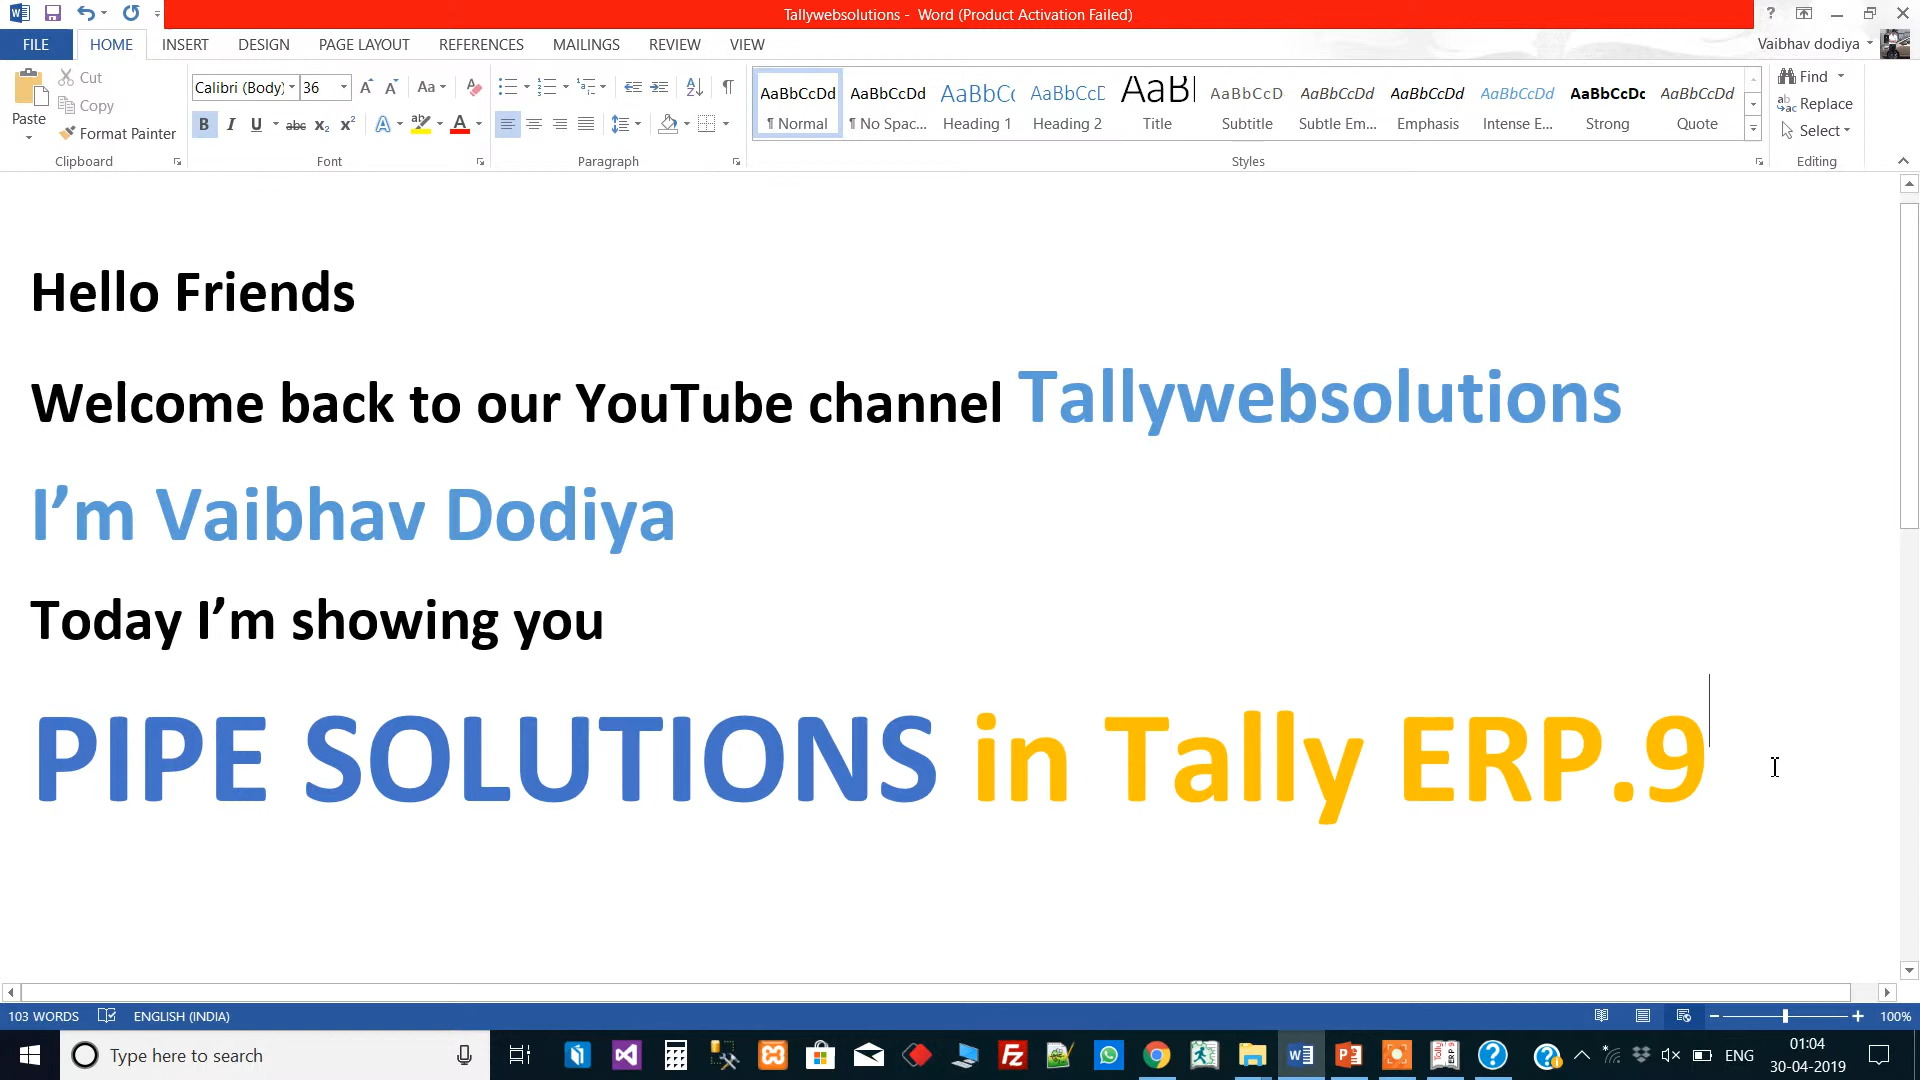 Tallywebsolutions - Word (Product Activation Failed)
FILE HOME INSERT DESIGN PAGE LAYOUT REFERENCES MAILINGS REVIEW VIEW Vaibhav dodiya
Paste Cut Copy Format Painter
Calibri (Body) 36
AaBbCcDd AaBbCcDd AaBbCc AaBbCcD AaB AaBbCcD AaBbCcDd AaBbCcDd AaBbCcDd AaBbCcDc AaBbCcDd
¶ Normal ¶ No Spac... Heading 1 Heading 2 Title Subtitle Subtle Em... Emphasis Intense E... Strong Quote
Find
Replace
Select
Clipboard Font Paragraph Styles Editing
Hello Friends
Welcome back to our YouTube channel Tallywebsolutions
I’m Vaibhav Dodiya
Today I’m showing you
PIPE SOLUTIONS in Tally ERP.9
103 WORDS ENGLISH (INDIA) 100%
Type here to search
ENG
01:04
30-04-2019